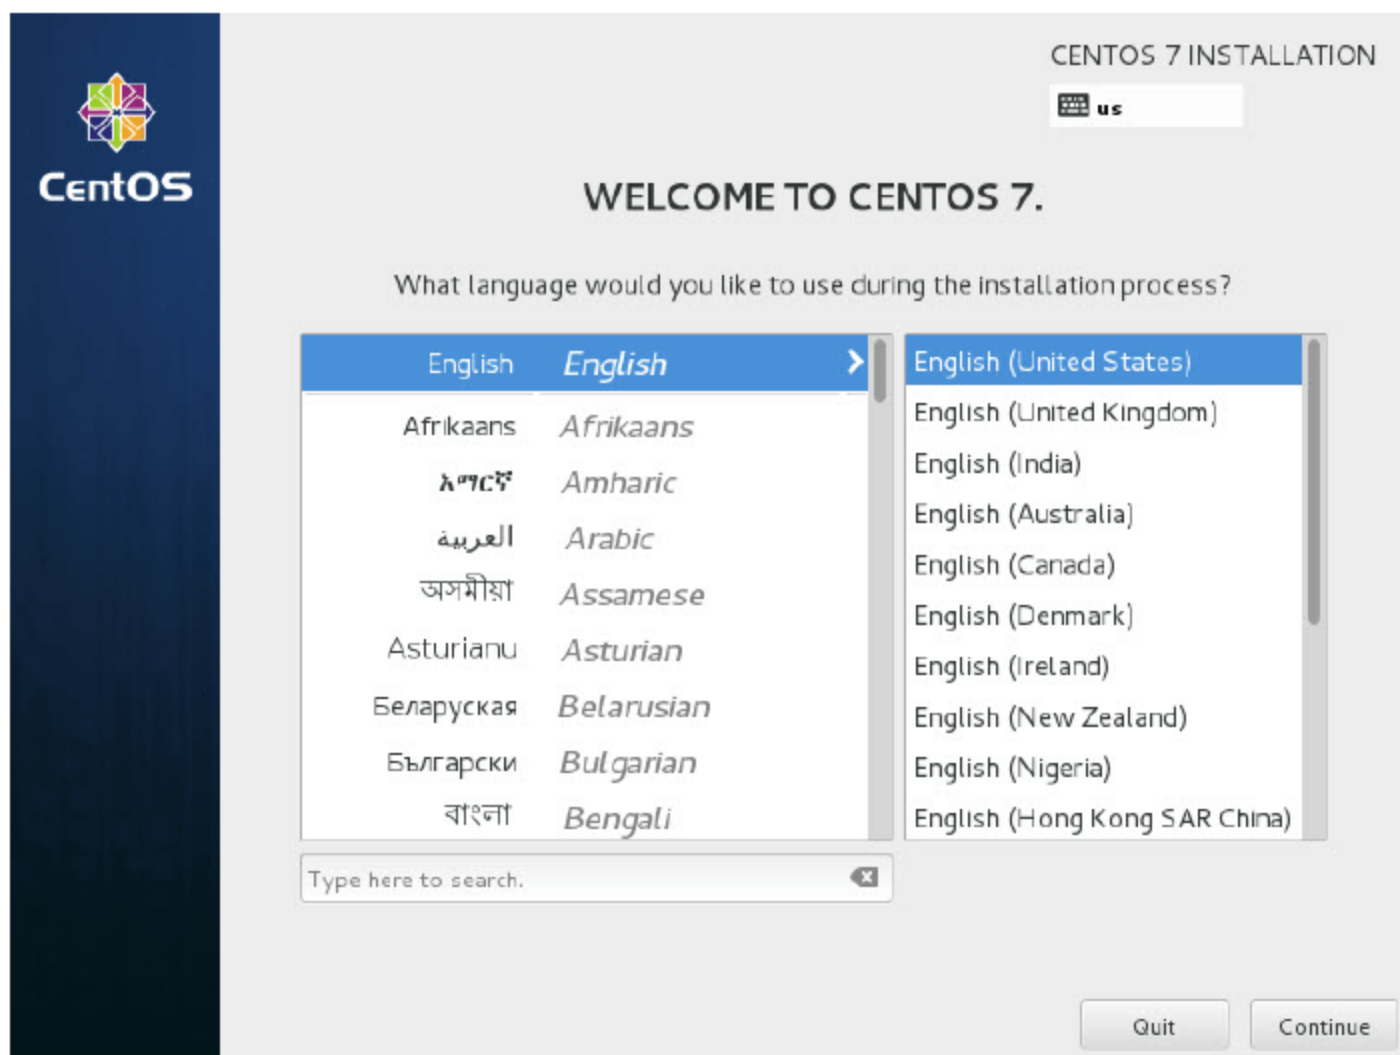 CentOS
CENTOS 7 INSTALLATION
us
WELCOME TO CENTOS 7.
What language would you like to use during the installation process?
English English
Afrikaans Afrikaans
አማርኛ Amharic
العربية Arabic
অসমীয়া Assamese
Asturianu Asturian
Беларуская Belarusian
Български Bulgarian
বাংলা Bengali
English (United States)
English (United Kingdom)
English (India)
English (Australia)
English (Canada)
English (Denmark)
English (Ireland)
English (New Zealand)
English (Nigeria)
English (Hong Kong SAR China)
Type here to search.
Quit Continue